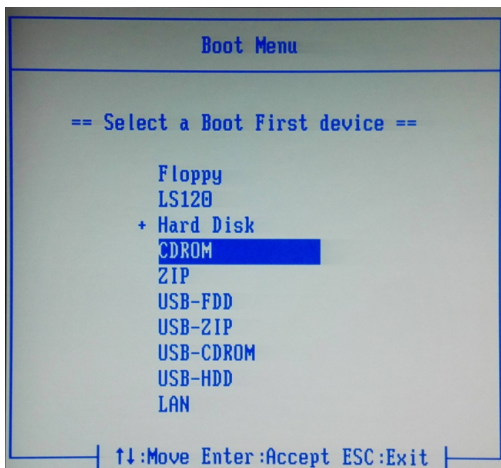 Boot Menu
== Select a Boot First device ==
Floppy
LS120
+ Hard Disk
CDROM
ZIP
USB-FDD
USB-ZIP
USB-CDROM
USB-HDD
LAN
↑↓:Move Enter:Accept ESC:Exit